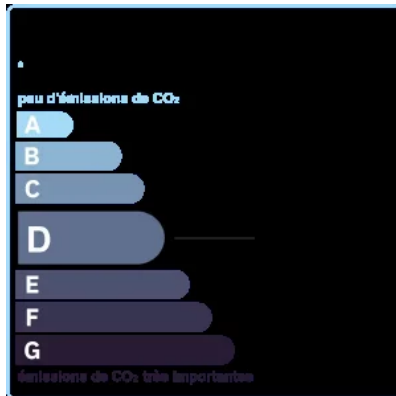 peu d'émissions de CO₂
A
B
C
D
E
F
G
émissions de CO₂ très importantes